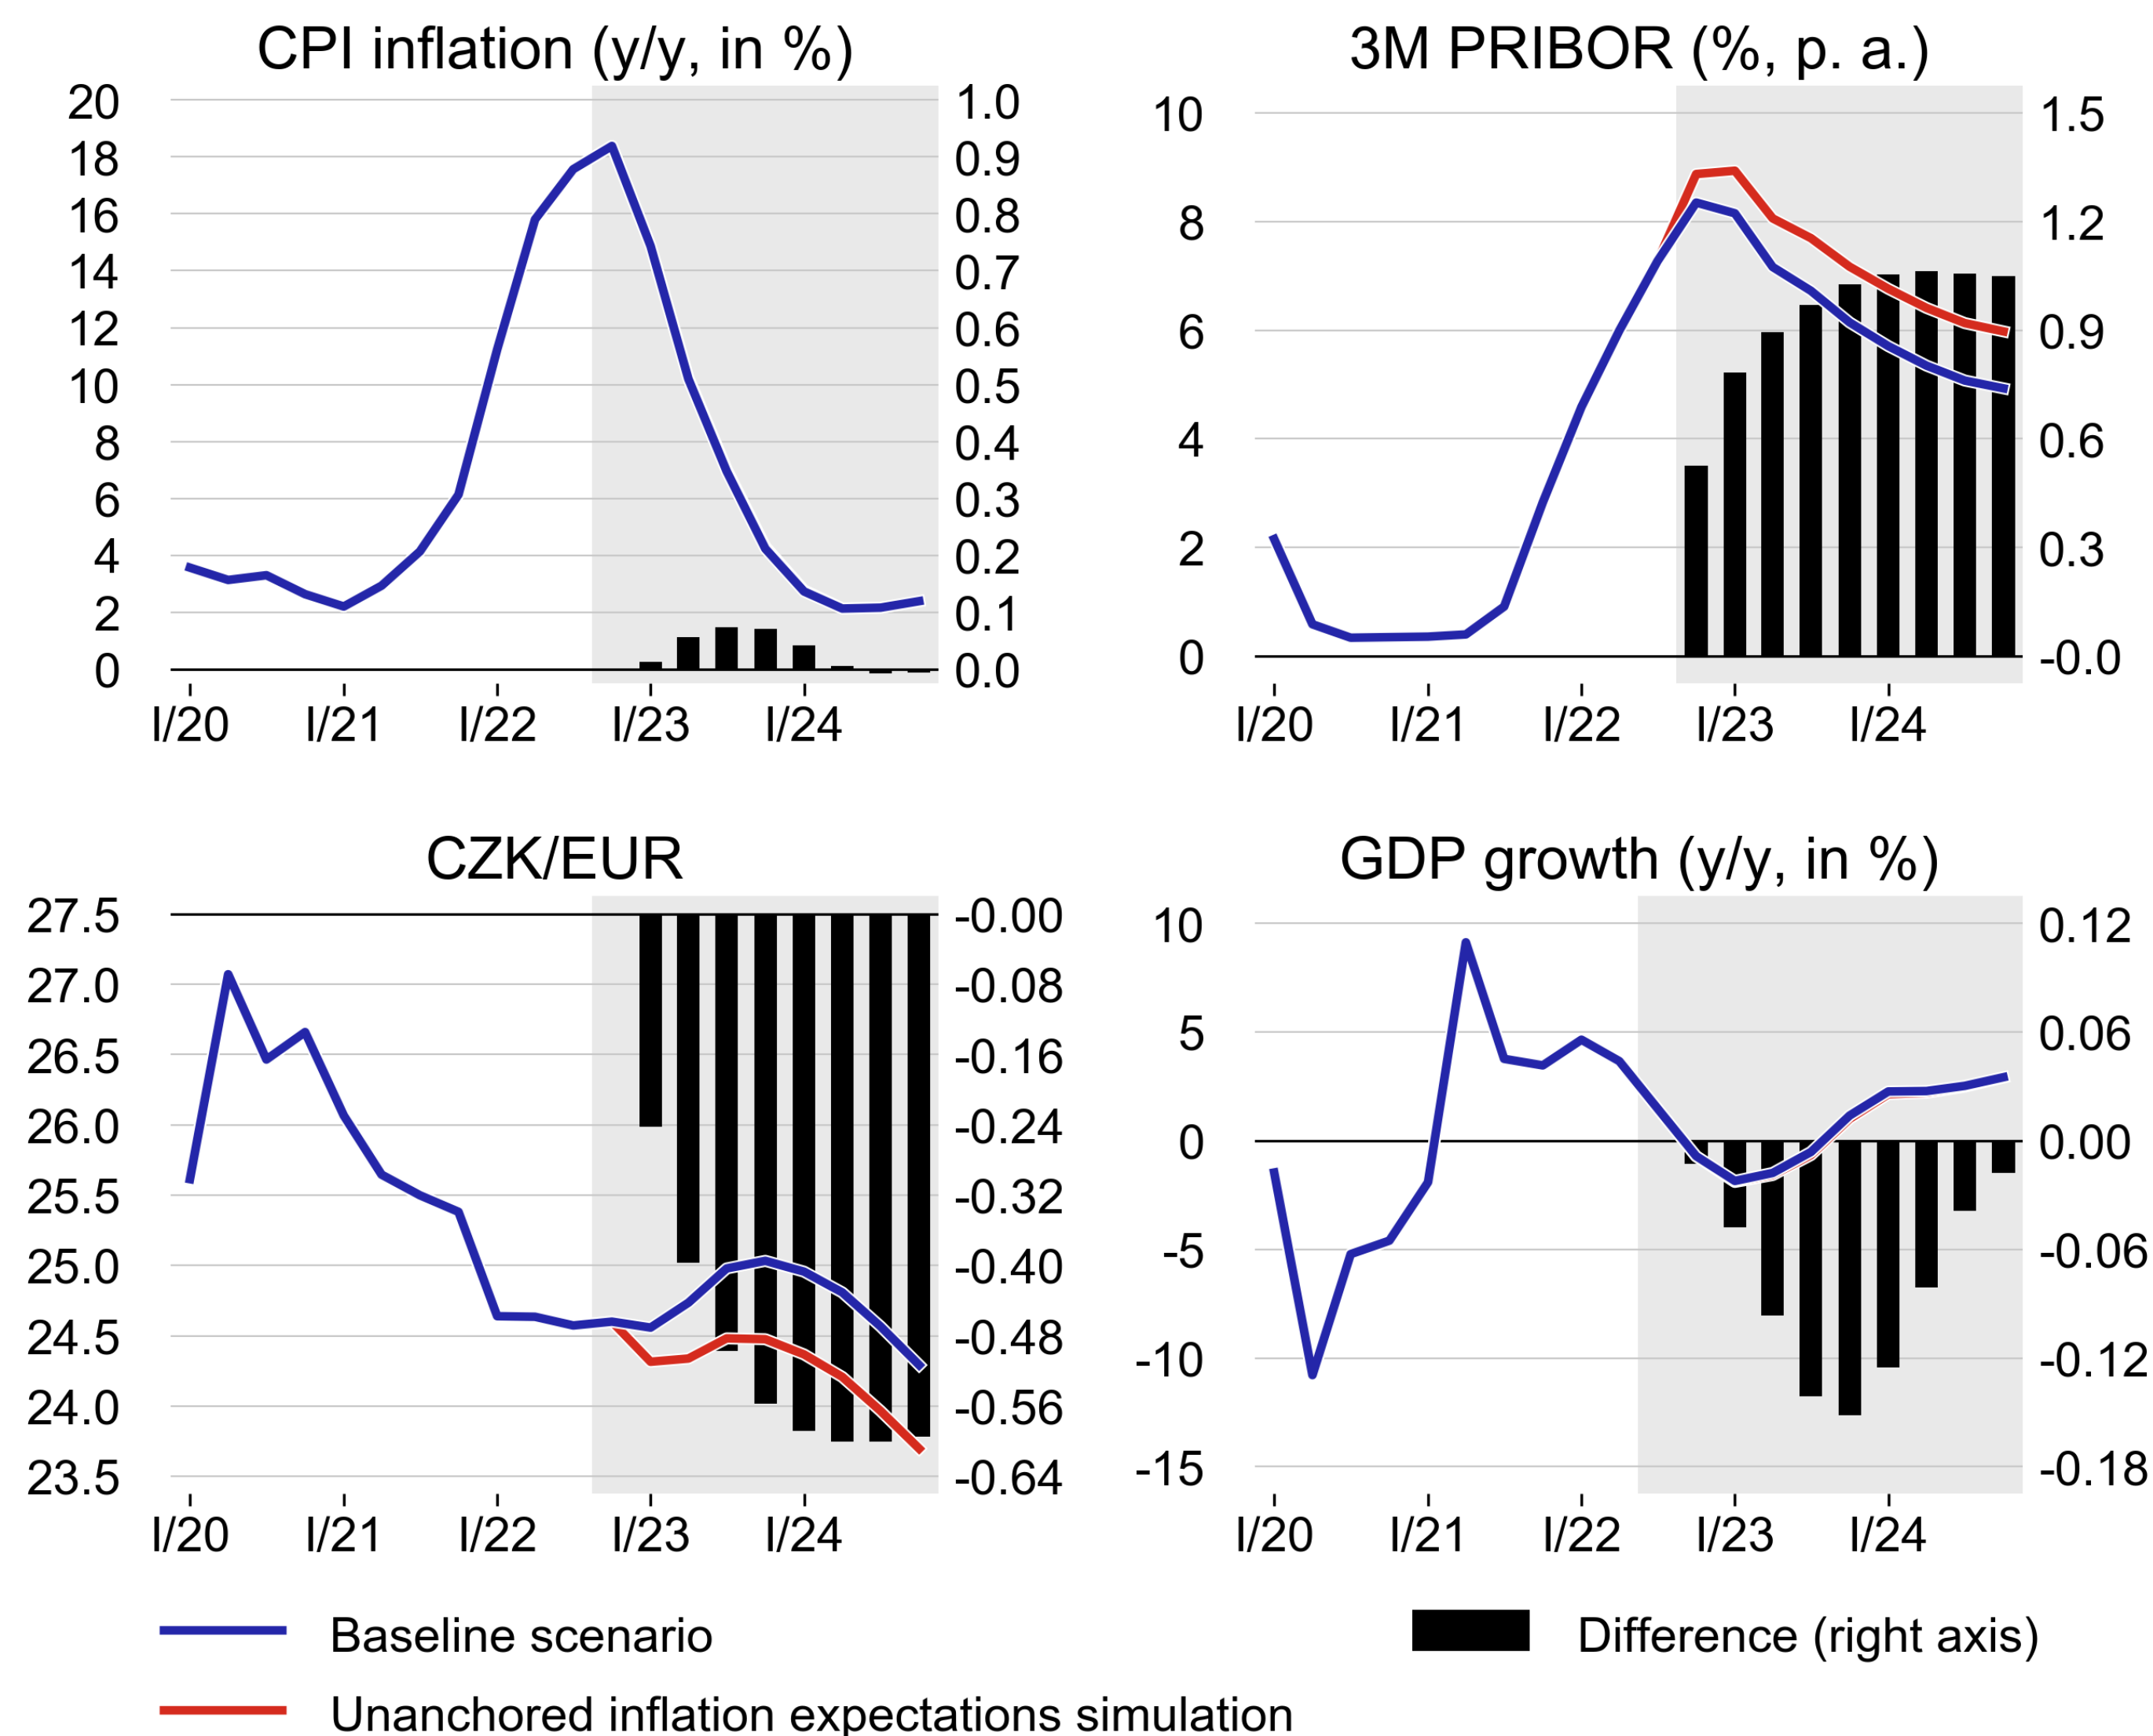 CPI inflation (y/y, in %)
20 1.0
18 0.9
16 0.8
14 0.7
12 0.6
10 0.5
8 0.4
6 0.3
4 0.2
2 0.1
0 0.0
I/20 I/21 I/22 I/23 I/24
3M PRIBOR (%, p. a.)
10 1.5
8 1.2
6 0.9
4 0.6
2 0.3
0 -0.0
I/20 I/21 I/22 I/23 I/24
CZK/EUR
27.5 -0.00
27.0 -0.08
26.5 -0.16
26.0 -0.24
25.5 -0.32
25.0 -0.40
24.5 -0.48
24.0 -0.56
23.5 -0.64
I/20 I/21 I/22 I/23 I/24
GDP growth (y/y, in %)
10 0.12
5 0.06
0 0.00
-5 -0.06
-10 -0.12
-15 -0.18
I/20 I/21 I/22 I/23 I/24
Baseline scenario
Difference (right axis)
Unanchored inflation expectations simulation